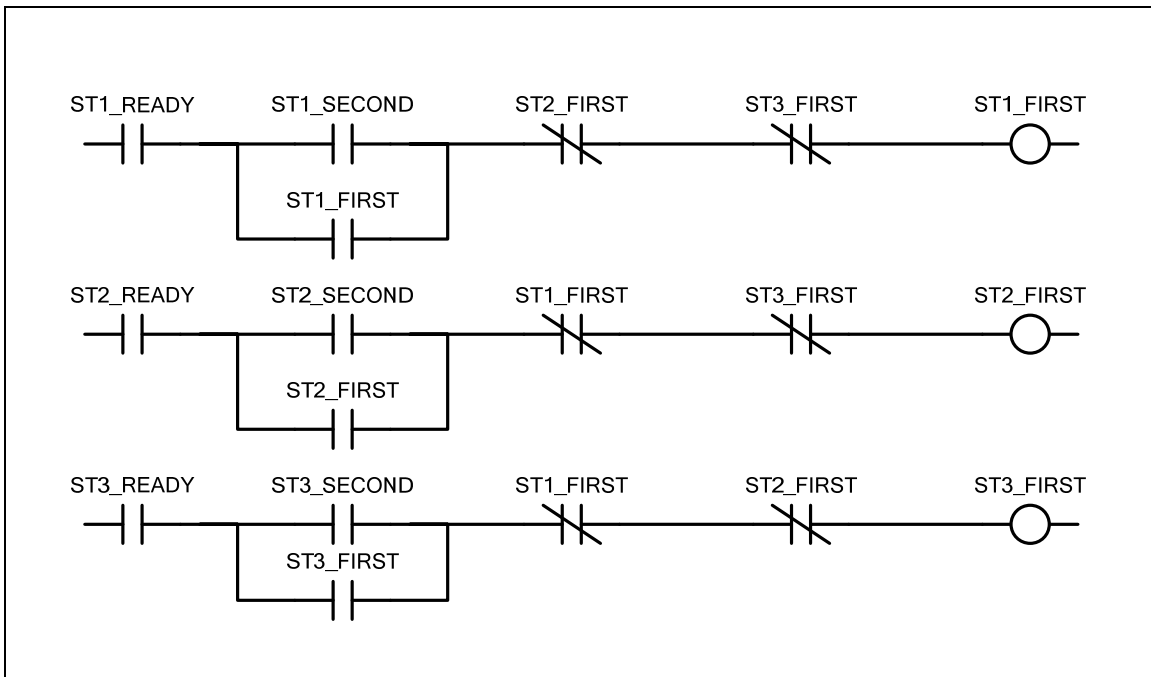 ST1_READY ST1_SECOND ST2_FIRST ST3_FIRST ST1_FIRST
ST1_FIRST
ST2_READY ST2_SECOND ST1_FIRST ST3_FIRST ST2_FIRST
ST2_FIRST
ST3_READY ST3_SECOND ST1_FIRST ST2_FIRST ST3_FIRST
ST3_FIRST